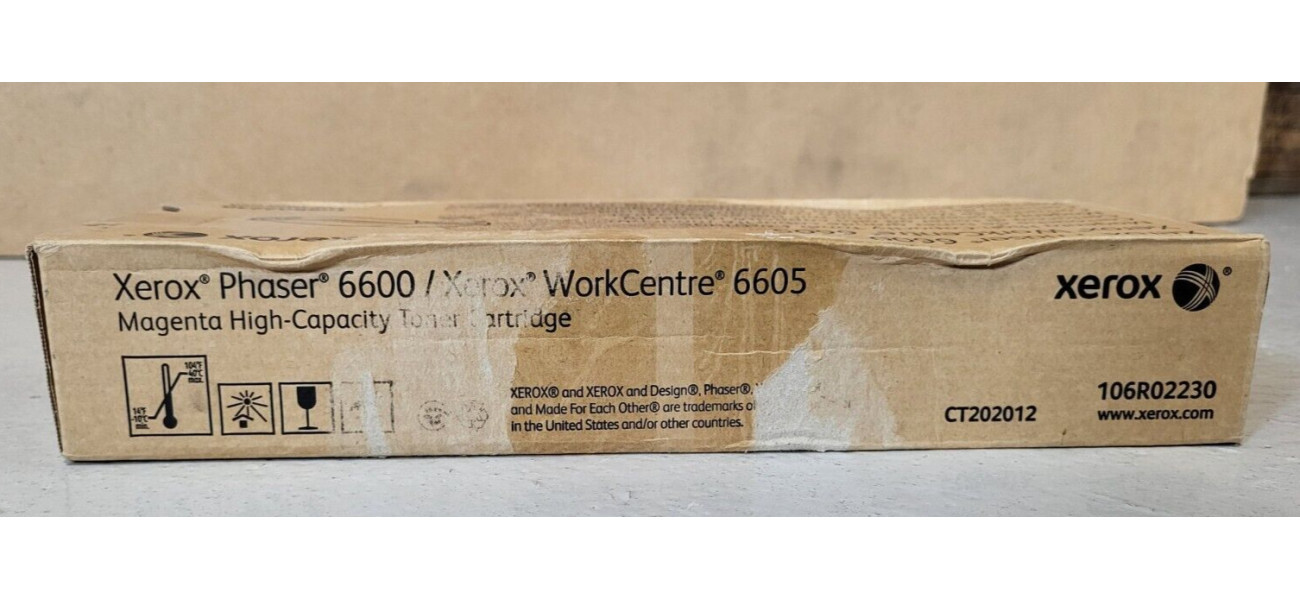 Xerox® Phaser® 6600 / Xerox® WorkCentre® 6605
Magenta High-Capacity Toner Cartridge
xerox ®
XEROX® and XEROX and Design®, Phaser®,
and Made For Each Other® are trademarks of
in the United States and/or other countries.
CT202012
106R02230
www.xerox.com
xerox